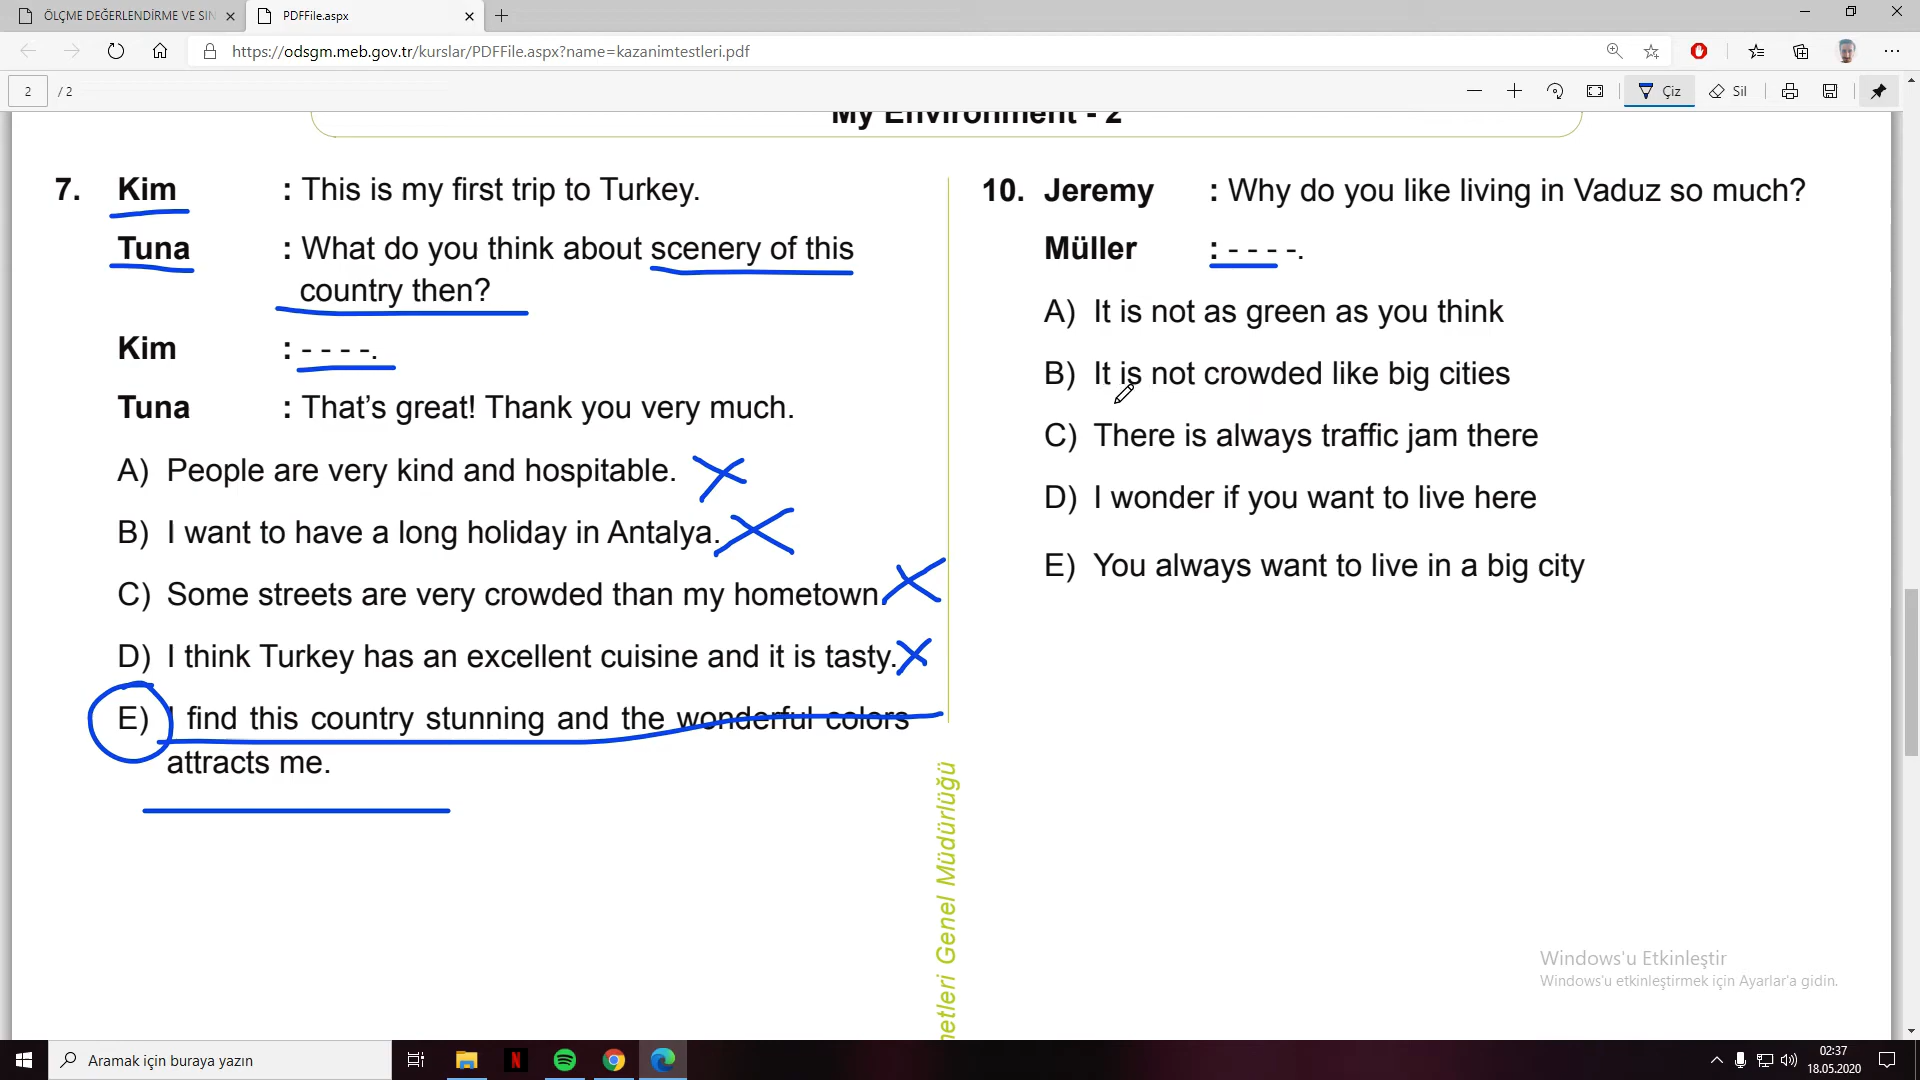 ÖLÇME DEĞERLENDİRME VE SIN
PDFFile.aspx
https://odsgm.meb.gov.tr/kurslar/PDFFile.aspx?name=kazanimtestleri.pdf
2 / 2
Çiz
Sil
My Environment - 2
7. Kim : This is my first trip to Turkey.
Tuna : What do you think about scenery of this
country then?
Kim : - - - -.
Tuna : That's great! Thank you very much.
A) People are very kind and hospitable.
B) I want to have a long holiday in Antalya.
C) Some streets are very crowded than my hometown.
D) I think Turkey has an excellent cuisine and it is tasty.
E) I find this country stunning and the wonderful colors
attracts me.
metleri Genel Müdürlüğü
10. Jeremy : Why do you like living in Vaduz so much?
Müller : - - - -.
A) It is not as green as you think
B) It is not crowded like big cities
C) There is always traffic jam there
D) I wonder if you want to live here
E) You always want to live in a big city
Windows'u Etkinleştir
Windows'u etkinleştirmek için Ayarlar'a gidin.
Aramak için buraya yazın
02:37
18.05.2020